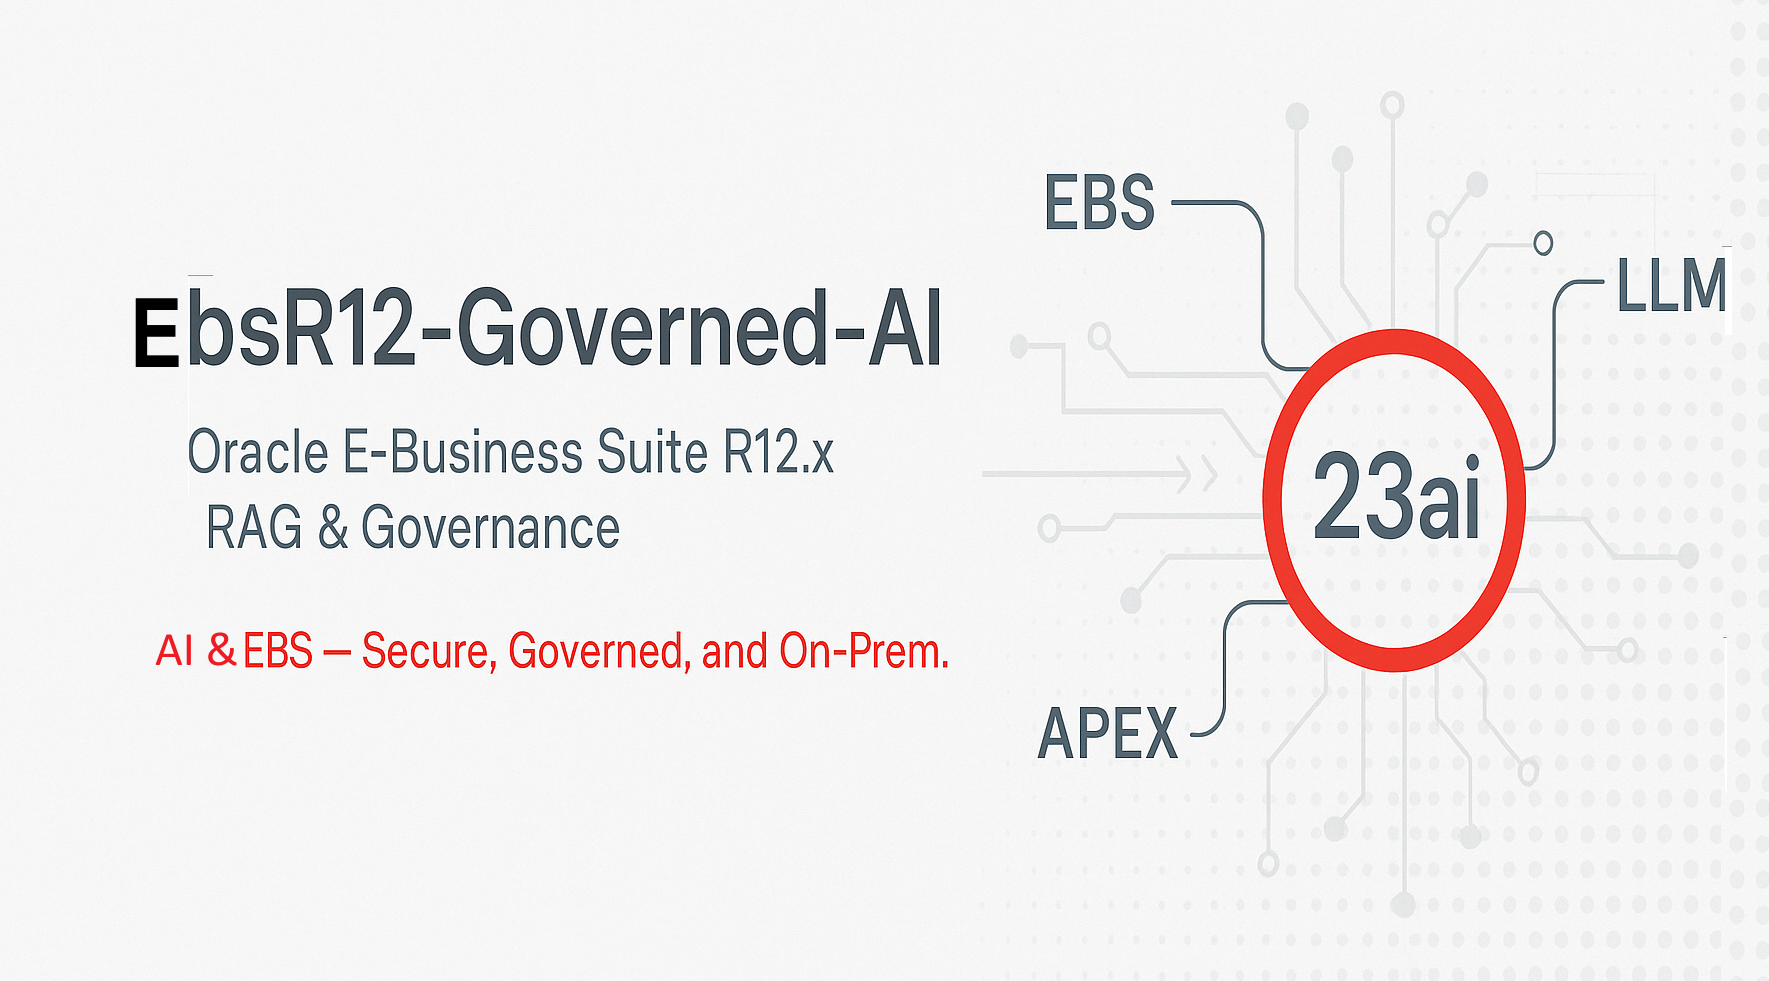 EbsR12-Governed-AI
Oracle E-Business Suite R12.x
RAG & Governance
AI & EBS — Secure, Governed, and On-Prem.
EBS
LLM
23ai
APEX